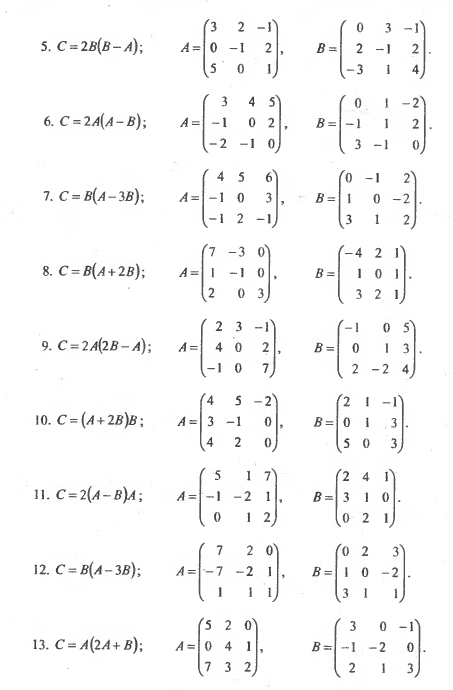 5. C = 2B(B − A); A = (3 2 −1; 0 −1 2; 5 0 1), B = (0 3 −1; 2 −1 2; −3 1 4).
6. C = 2A(A − B); A = (3 4 5; −1 0 2; −2 −1 0), B = (0 1 −2; −1 1 2; 3 −1 0).
7. C = B(A − 3B); A = (4 5 6; −1 0 3; −1 2 −1), B = (0 −1 2; 1 0 −2; 3 1 2).
8. C = B(A + 2B); A = (7 −3 0; 1 −1 0; 2 0 3), B = (−4 2 1; 1 0 1; 3 2 1).
9. C = 2A(2B − A); A = (2 3 −1; 4 0 2; −1 0 7), B = (−1 0 5; 0 1 3; 2 −2 4).
10. C = (A + 2B)B; A = (4 5 −2; 3 −1 0; 4 2 0), B = (2 1 −1; 0 1 3; 5 0 3).
11. C = 2(A − B)A; A = (5 1 7; −1 −2 1; 0 1 2), B = (2 4 1; 3 1 0; 0 2 1).
12. C = B(A − 3B); A = (7 2 0; −7 −2 1; 1 1 1), B = (0 2 3; 1 0 −2; 3 1 1).
13. C = A(2A + B); A = (5 2 0; 0 4 1; 7 3 2), B = (3 0 −1; −1 −2 0; 2 1 3).